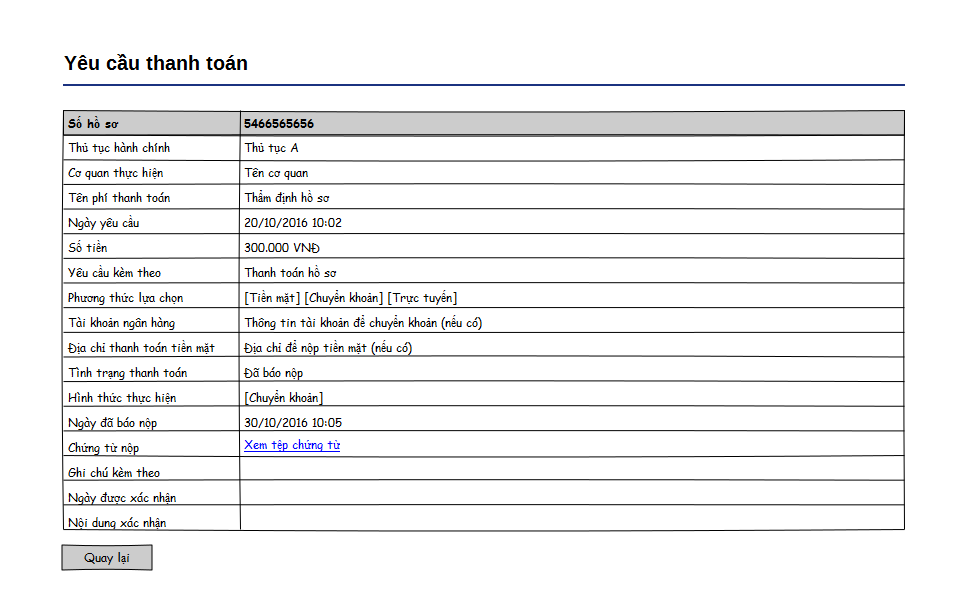 Yêu cầu thanh toán
Số hồ sơ 5466565656
Thủ tục hành chính Thủ tục A
Cơ quan thực hiện Tên cơ quan
Tên phí thanh toán Thẩm định hồ sơ
Ngày yêu cầu 20/10/2016 10:02
Số tiền 300.000 VNĐ
Yêu cầu kèm theo Thanh toán hồ sơ
Phương thức lựa chọn [Tiền mặt] [Chuyển khoản] [Trực tuyến]
Tài khoản ngân hàng Thông tin tài khoản để chuyển khoản (nếu có)
Địa chỉ thanh toán tiền mặt Địa chỉ để nộp tiền mặt (nếu có)
Tình trạng thanh toán Đã báo nộp
Hình thức thực hiện [Chuyển khoản]
Ngày đã báo nộp 30/10/2016 10:05
Chứng từ nộp Xem tệp chứng từ
Ghi chú kèm theo
Ngày được xác nhận
Nội dung xác nhận
Quay lại